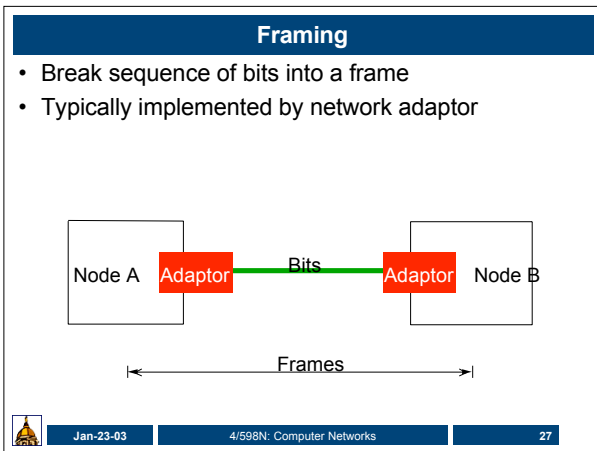 Framing
• Break sequence of bits into a frame
• Typically implemented by network adaptor
Node A
Adaptor
Bits
Adaptor
Node B
Frames
Jan-23-03
4/598N: Computer Networks
27